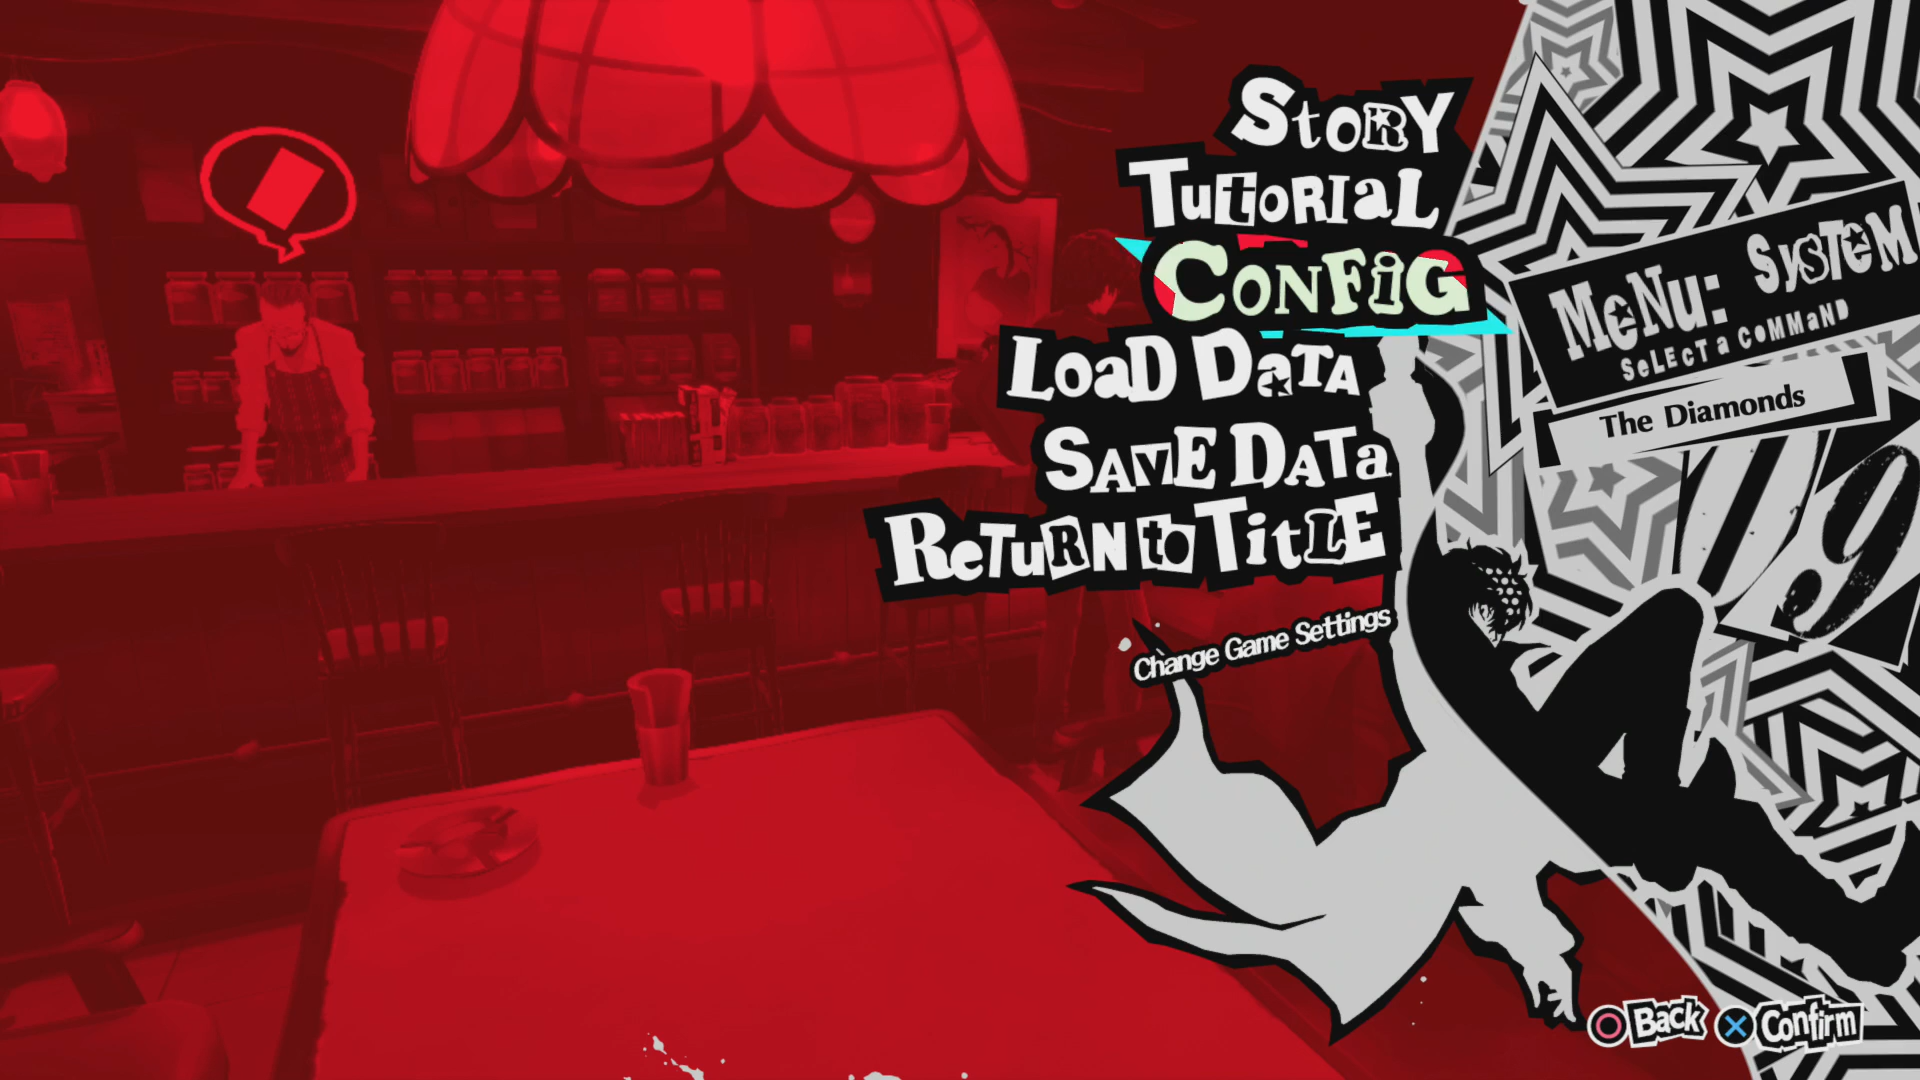 Story
Tutorial
Config
Load Data
Save Data
Return to Title
Change Game Settings
Menu: System
Select a Command
The Diamonds
09
Back
Confirm